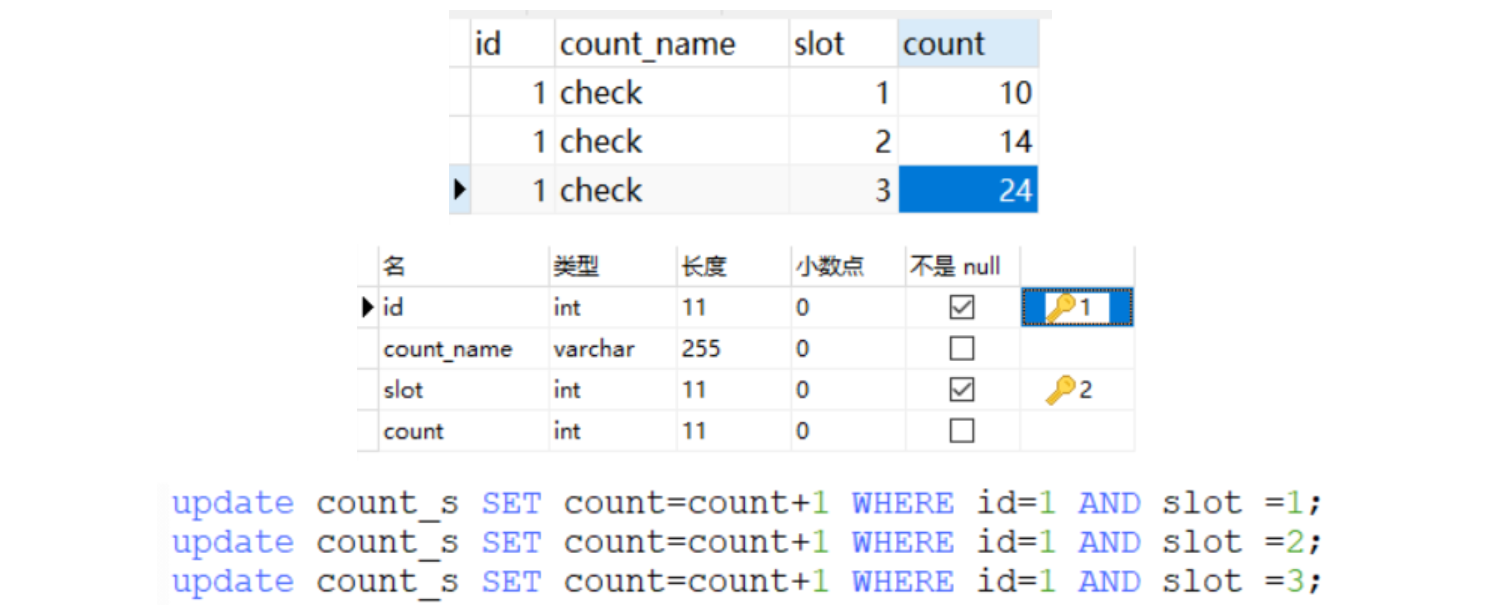 id count_name slot count
1 check 1 10
1 check 2 14
1 check 3 24
名 类型 长度 小数点 不是 null
id int 11 0 1
count_name varchar 255 0
slot int 11 0 2
count int 11 0
update count_s SET count=count+1 WHERE id=1 AND slot =1;
update count_s SET count=count+1 WHERE id=1 AND slot =2;
update count_s SET count=count+1 WHERE id=1 AND slot =3;